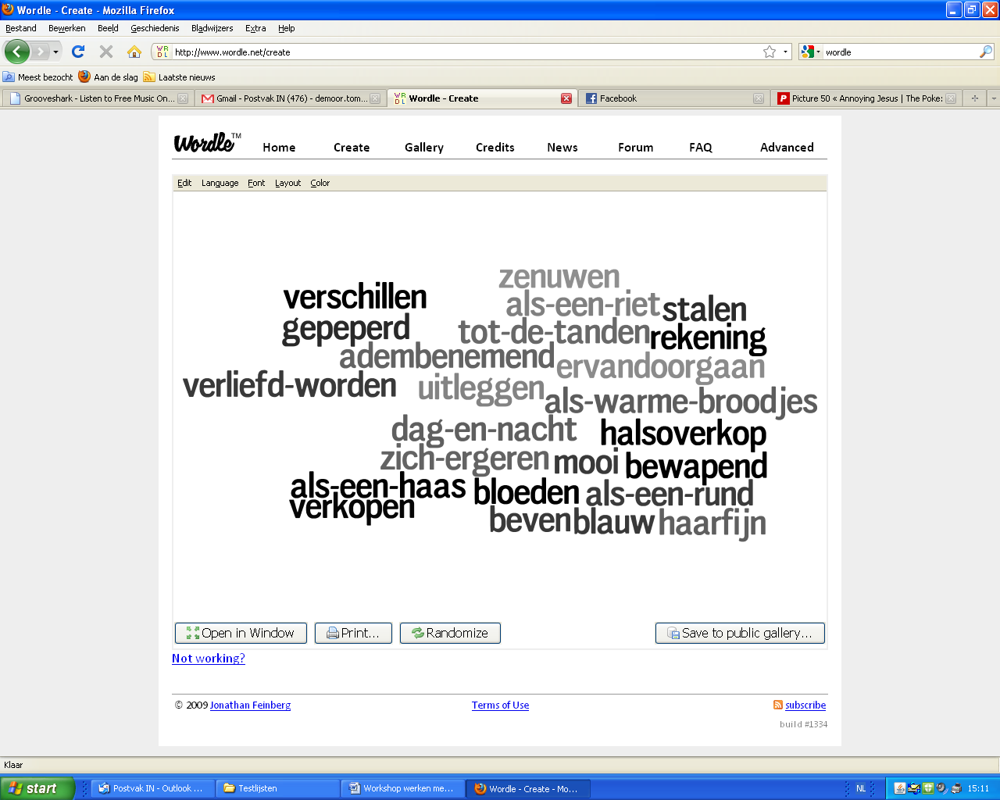 Wordle - Create - Mozilla Firefox
Bestand Bewerken Beeld Geschiedenis Bladwijzers Extra Help
http://www.wordle.net/create
wordle
Meest bezocht Aan de slag Laatste nieuws
Grooveshark - Listen to Free Music On...
Gmail - Postvak IN (476) - demoor.tom...
Wordle - Create
Facebook
Picture 50 « Annoying Jesus | The Poke:
Wordle™
Home Create Gallery Credits News Forum FAQ Advanced
Edit Language Font Layout Color
zenuwen
verschillen
als-een-riet
stalen
gepeperd
tot-de-tanden
rekening
adembenemend
ervandoorgaan
verliefd-worden
uitleggen
als-warme-broodjes
dag-en-nacht
halsoverkop
zich-ergeren
mooi
bewapend
als-een-haas
bloeden
als-een-rund
verkopen
beven
blauw
haarfijn
Open in Window
Print...
Randomize
Save to public gallery...
Not working?
© 2009 Jonathan Feinberg
Terms of Use
subscribe
build #1334
Klaar
start
Postvak IN - Outlook ...
Testlijsten
Workshop werken me...
Wordle - Create - Mo...
NL
15:11